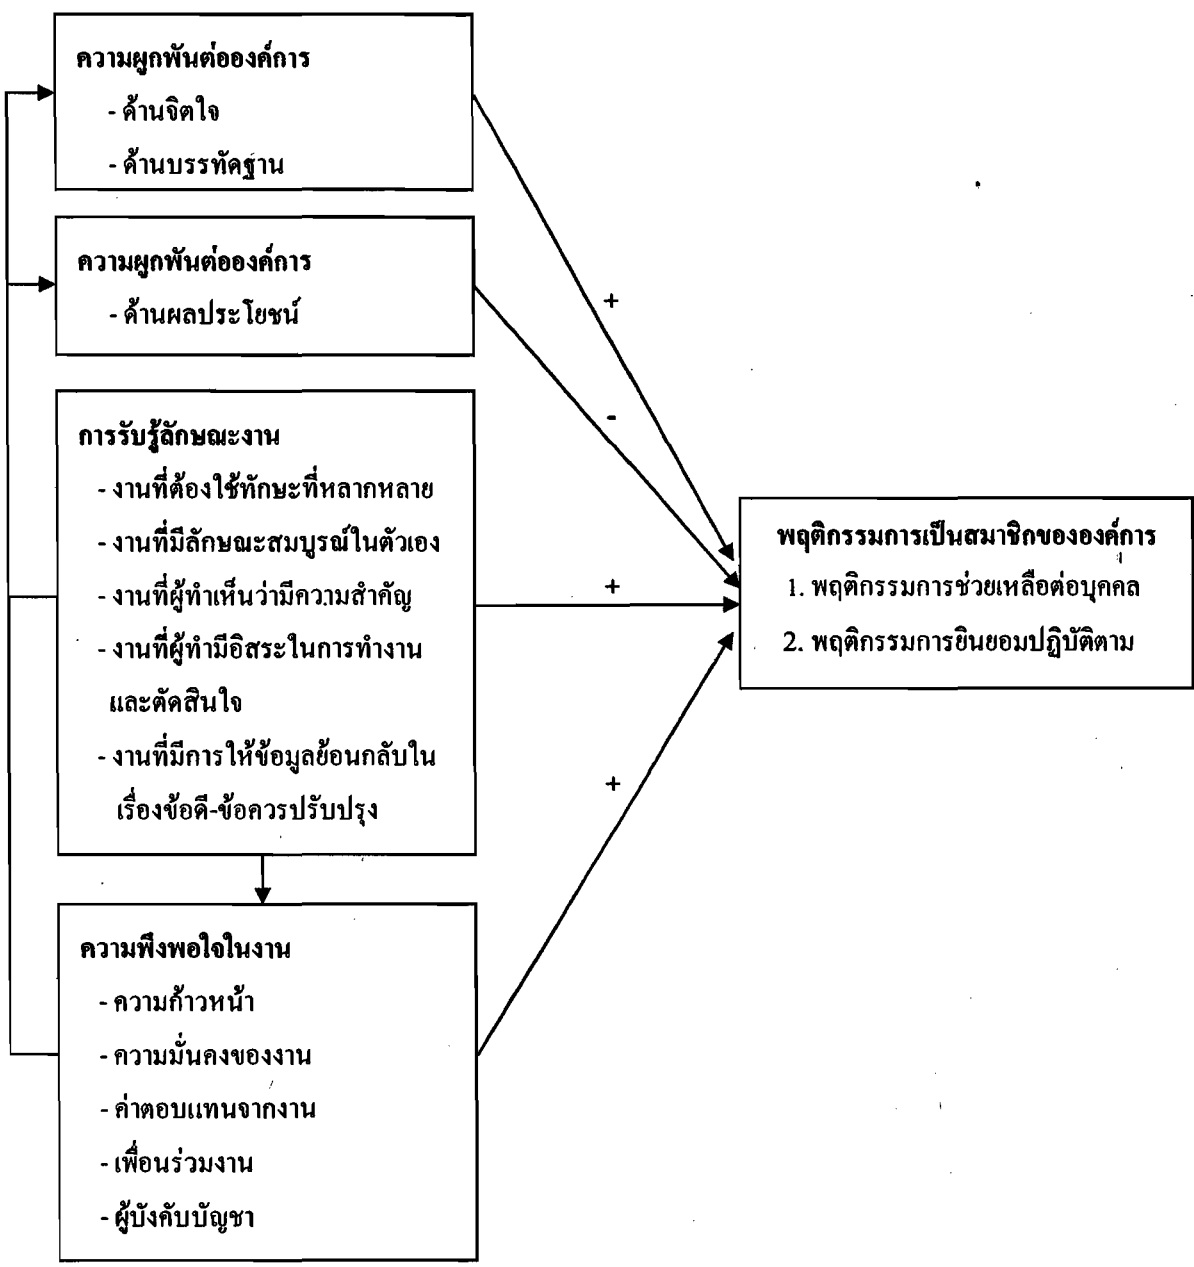 ความผูกพันต่อองค์การ
- ด้านจิตใจ
- ด้านบรรทัดฐาน
ความผูกพันต่อองค์การ
- ด้านผลประโยชน์
+
-
การรับรู้ลักษณะงาน
- งานที่ต้องใช้ทักษะที่หลากหลาย
- งานที่มีลักษณะสมบูรณ์ในตัวเอง
- งานที่ผู้ทำเห็นว่ามีความสำคัญ
- งานที่ผู้ทำมีอิสระในการทำงาน
และตัดสินใจ
- งานที่มีการให้ข้อมูลย้อนกลับใน
เรื่องข้อดี-ข้อควรปรับปรุง
+
+
พฤติกรรมการเป็นสมาชิกขององค์การ
1. พฤติกรรมการช่วยเหลือต่อบุคคล
2. พฤติกรรมการยินยอมปฏิบัติตาม
ความพึงพอใจในงาน
- ความก้าวหน้า
- ความมั่นคงของงาน
- ค่าตอบแทนจากงาน
- เพื่อนร่วมงาน
- ผู้บังคับบัญชา